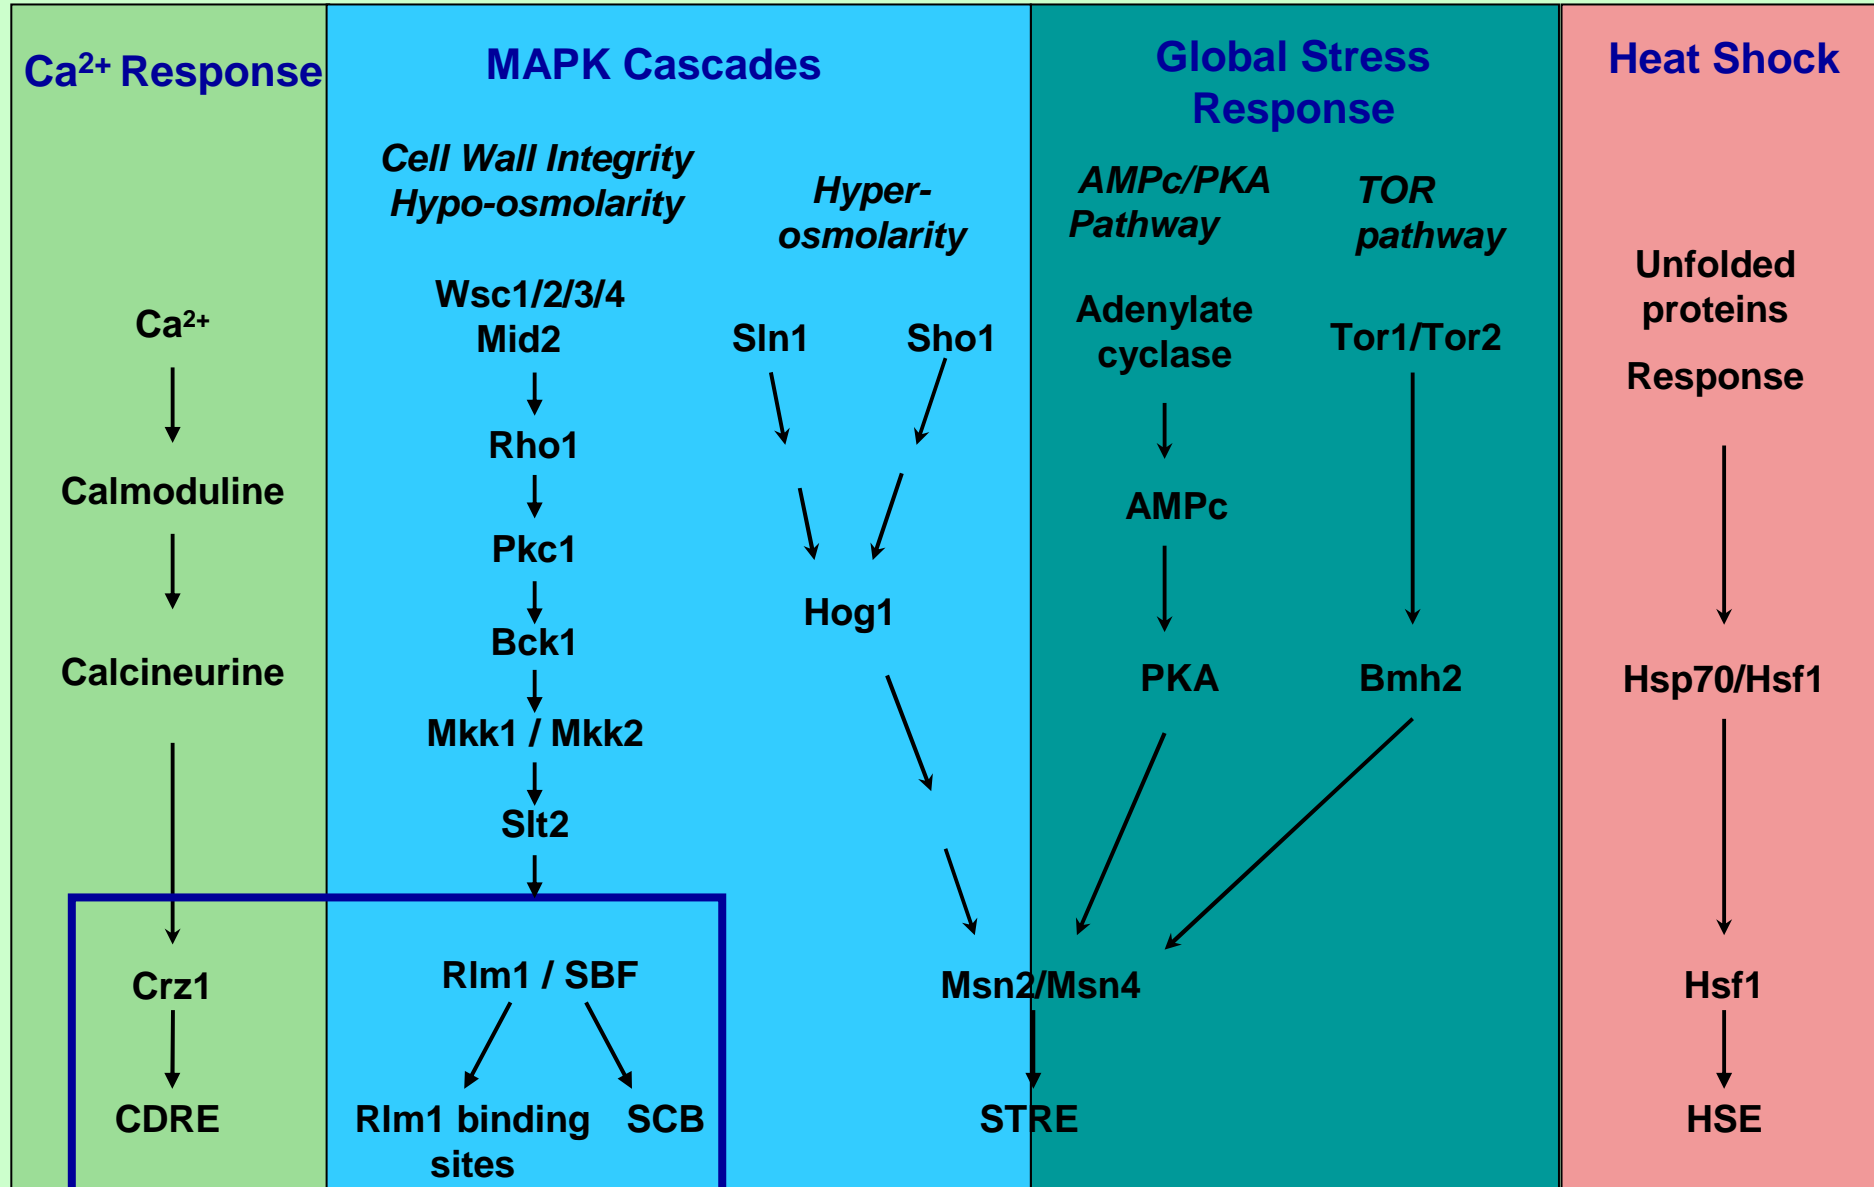 Ca²⁺ Response
MAPK Cascades
Global Stress
Response
Heat Shock
Cell Wall Integrity
Hypo-osmolarity
Hyper-
osmolarity
AMPc/PKA
Pathway
TOR
pathway
Ca²⁺
Calmoduline
Calcineurine
Crz1
CDRE
Wsc1/2/3/4
Mid2
Rho1
Pkc1
Bck1
Mkk1 / Mkk2
Slt2
Rlm1 / SBF
Rlm1 binding
sites
SCB
Sln1
Sho1
Hog1
Msn2/Msn4
STRE
Adenylate
cyclase
AMPc
PKA
Tor1/Tor2
Bmh2
Unfolded
proteins
Response
Hsp70/Hsf1
Hsf1
HSE